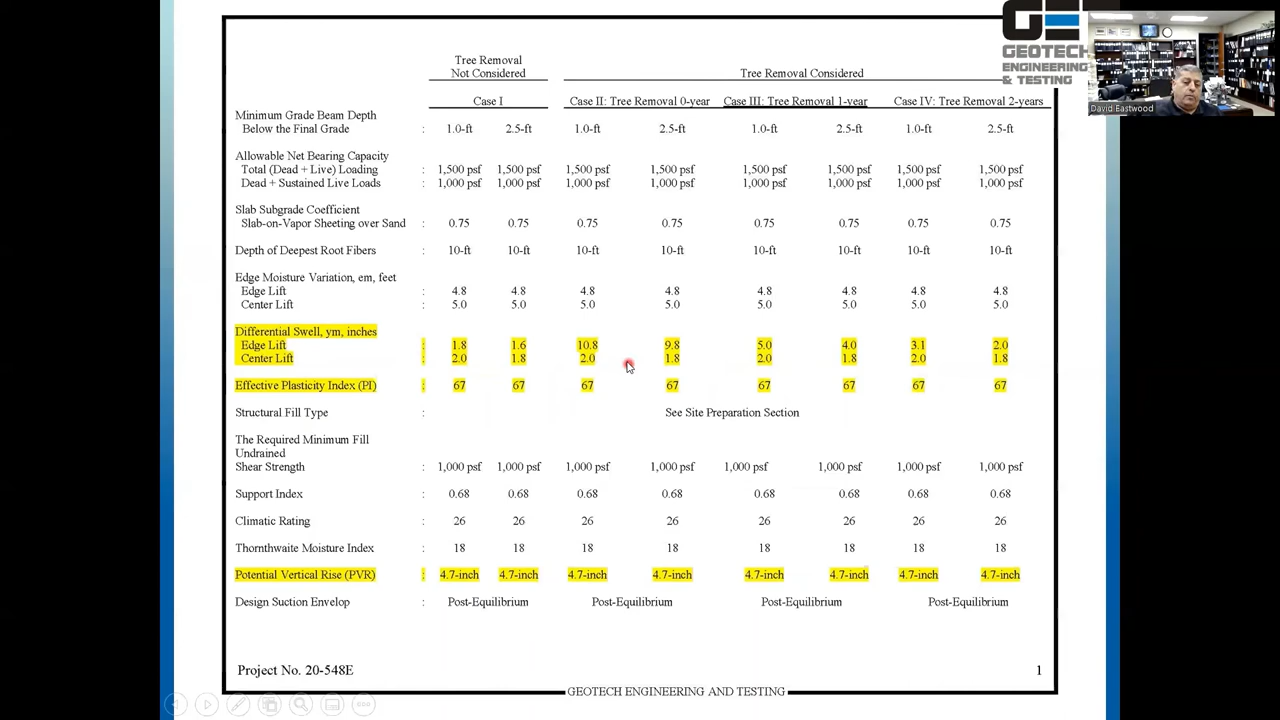 GEOTECH
ENGINEERING
& TESTING
David Eastwood
Tree Removal
Not Considered
Tree Removal Considered
Case I Case II: Tree Removal 0-year Case III: Tree Removal 1-year Case IV: Tree Removal 2-years
Minimum Grade Beam Depth
Below the Final Grade : 1.0-ft 2.5-ft 1.0-ft 2.5-ft 1.0-ft 2.5-ft 1.0-ft 2.5-ft
Allowable Net Bearing Capacity
Total (Dead + Live) Loading : 1,500 psf 1,500 psf 1,500 psf 1,500 psf 1,500 psf 1,500 psf 1,500 psf 1,500 psf
Dead + Sustained Live Loads : 1,000 psf 1,000 psf 1,000 psf 1,000 psf 1,000 psf 1,000 psf 1,000 psf 1,000 psf
Slab Subgrade Coefficient
Slab-on-Vapor Sheeting over Sand : 0.75 0.75 0.75 0.75 0.75 0.75 0.75 0.75
Depth of Deepest Root Fibers : 10-ft 10-ft 10-ft 10-ft 10-ft 10-ft 10-ft 10-ft
Edge Moisture Variation, em, feet
Edge Lift : 4.8 4.8 4.8 4.8 4.8 4.8 4.8 4.8
Center Lift : 5.0 5.0 5.0 5.0 5.0 5.0 5.0 5.0
Differential Swell, ym, inches
Edge Lift : 1.8 1.6 10.8 9.8 5.0 4.0 3.1 2.0
Center Lift : 2.0 1.8 2.0 1.8 2.0 1.8 2.0 1.8
Effective Plasticity Index (PI) : 67 67 67 67 67 67 67 67
Structural Fill Type : See Site Preparation Section
The Required Minimum Fill
Undrained
Shear Strength : 1,000 psf 1,000 psf 1,000 psf 1,000 psf 1,000 psf 1,000 psf 1,000 psf 1,000 psf
Support Index : 0.68 0.68 0.68 0.68 0.68 0.68 0.68 0.68
Climatic Rating : 26 26 26 26 26 26 26 26
Thornthwaite Moisture Index : 18 18 18 18 18 18 18 18
Potential Vertical Rise (PVR) : 4.7-inch 4.7-inch 4.7-inch 4.7-inch 4.7-inch 4.7-inch 4.7-inch 4.7-inch
Design Suction Envelop : Post-Equilibrium Post-Equilibrium Post-Equilibrium Post-Equilibrium
Project No. 20-548E 1
GEOTECH ENGINEERING AND TESTING